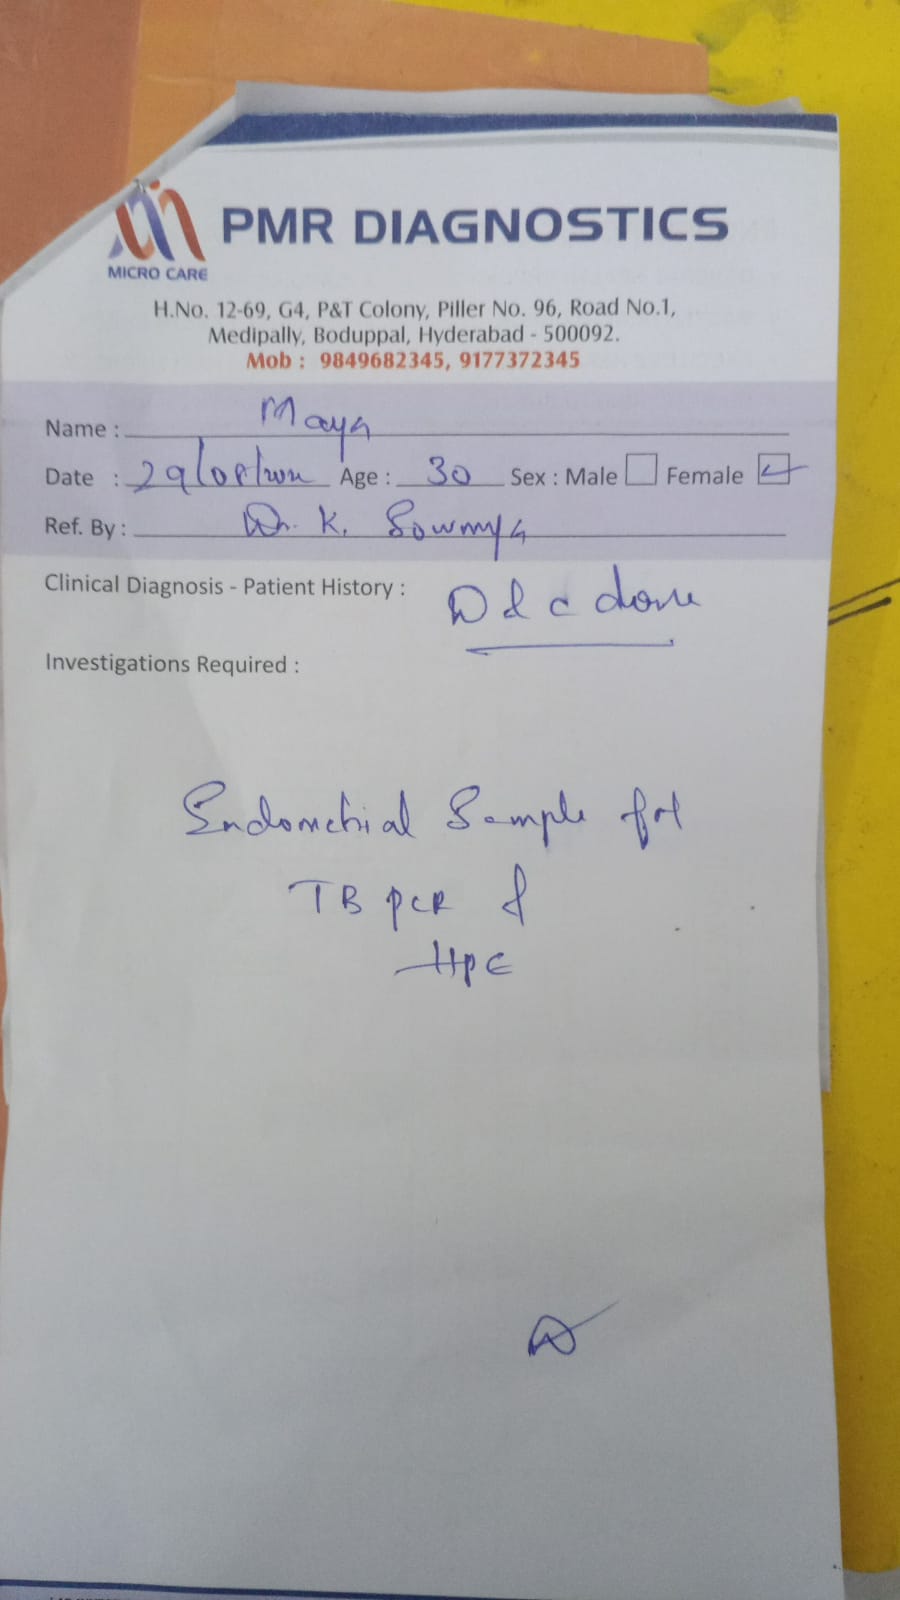 PMR DIAGNOSTICS
MICRO CARE
H.No. 12-69, G4, P&T Colony, Piller No. 96, Road No.1,
Medipally, Boduppal, Hyderabad - 500092.
Mob : 9849682345, 9177372345
Name : Maya
Date : Age : 30 Sex : Male Female
Ref. By : Dr. K. Sowmya
Clinical Diagnosis - Patient History : D & C done
Investigations Required :
Endometrial Sample for
TB PCR &
HPE